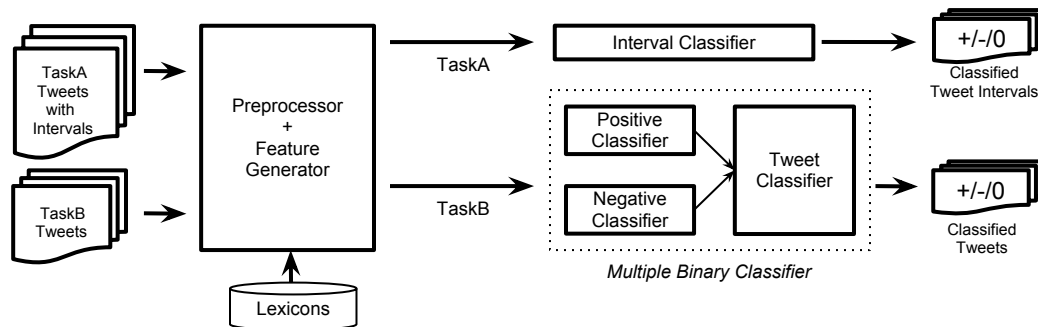 TaskA
Tweets
with
Intervals
TaskB
Tweets
Preprocessor
+
Feature
Generator
Lexicons
TaskA
TaskB
Interval Classifier
Positive
Classifier
Negative
Classifier
Tweet
Classifier
Multiple Binary Classifier
+/-/0
Classified
Tweet Intervals
+/-/0
Classified
Tweets